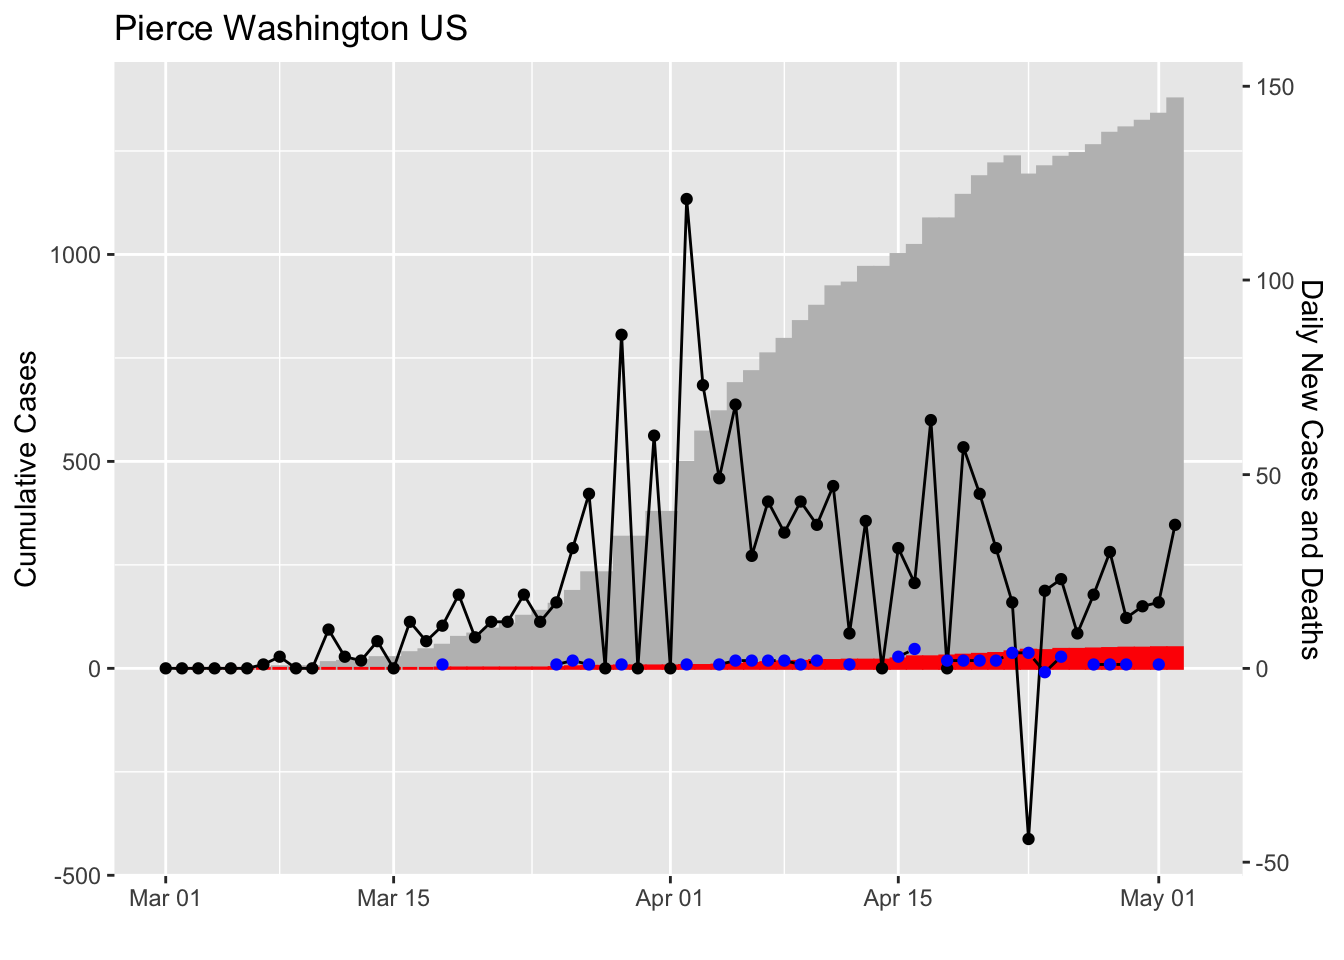 Pierce Washington US
Cumulative Cases
1000
500
0
-500
150
100
50
0
-50
Daily New Cases and Deaths
Mar 01
Mar 15
Apr 01
Apr 15
May 01